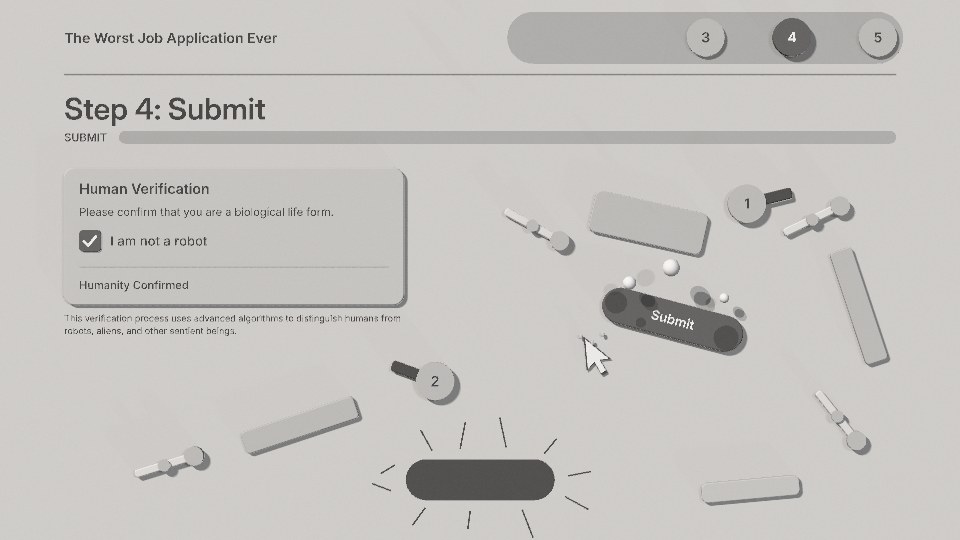 The Worst Job Application Ever
3
4
5
Step 4: Submit
SUBMIT
Human Verification
Please confirm that you are a biological life form.
I am not a robot
Humanity Confirmed
This verification process uses advanced algorithms to distinguish humans from
robots, aliens, and other sentient beings.
1
Submit
2